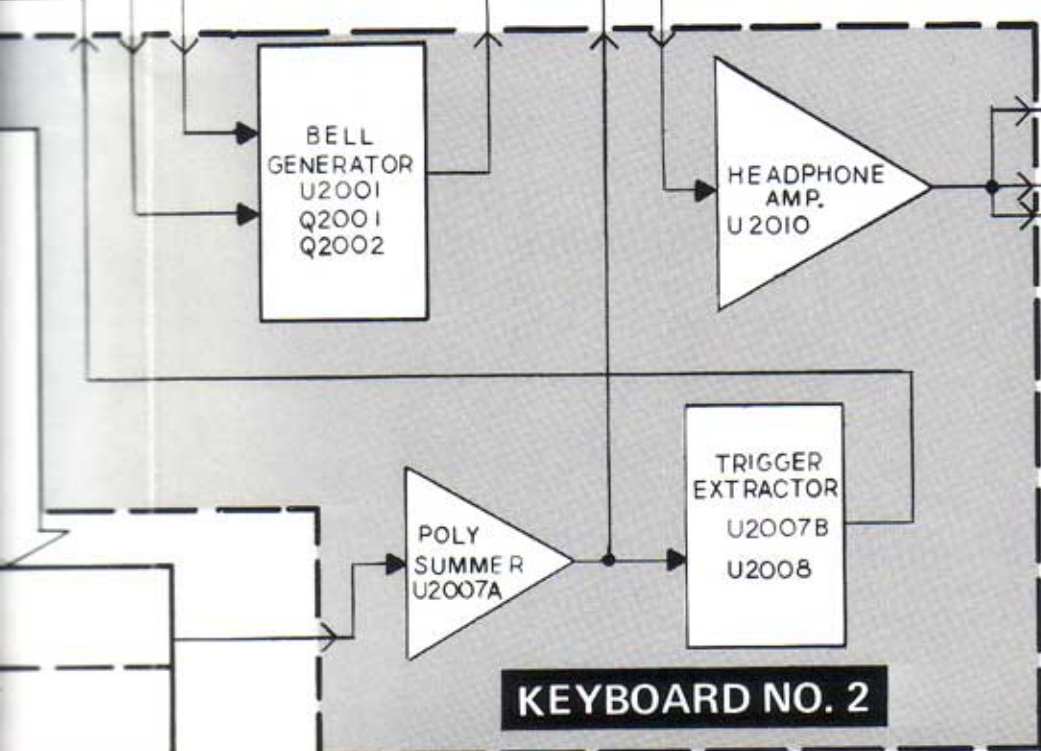 BELL
GENERATOR
U2001
Q2001
Q2002
HEADPHONE
AMP.
U2010
POLY
SUMMER
U2007A
TRIGGER
EXTRACTOR
U2007B
U2008
KEYBOARD NO. 2